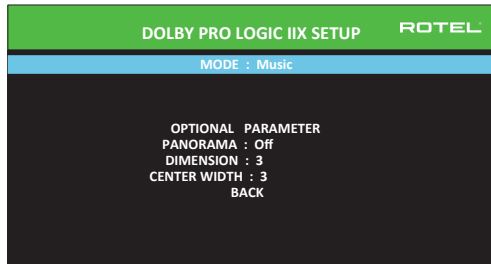 DOLBY PRO LOGIC IIX SETUP ROTEL
MODE : Music
OPTIONAL PARAMETER
PANORAMA : Off
DIMENSION : 3
CENTER WIDTH : 3
BACK